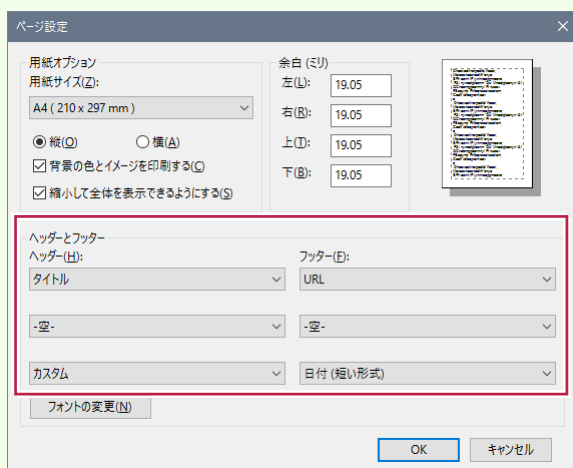 ページ設定
用紙オプション
用紙サイズ(Z):
A4 ( 210 x 297 mm )
縦(O)
横(A)
背景の色とイメージを印刷する(C)
縮小して全体を表示できるようにする(S)
余白 (ミリ)
左(L): 19.05
右(R): 19.05
上(T): 19.05
下(B): 19.05
ヘッダーとフッター
ヘッダー(H):
フッター(F):
タイトル
URL
-空-
-空-
カスタム
日付 (短い形式)
フォントの変更(N)
OK
キャンセル